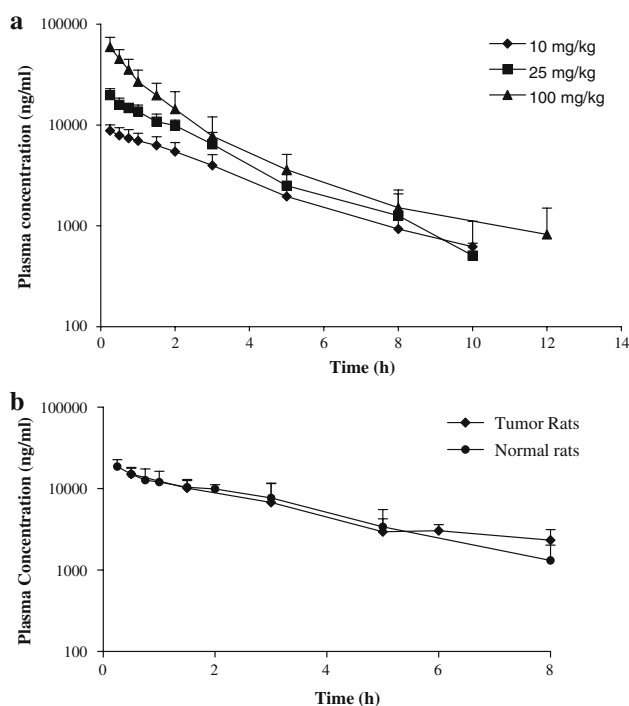 a
100000
10000
1000
100
Plasma concentration (ng/ml)
0 2 4 6 8 10 12 14
Time (h)
10 mg/kg
25 mg/kg
100 mg/kg
b
100000
10000
1000
100
Plasma Concentration (ng/ml)
0 2 4 6 8
Time (h)
Tumor Rats
Normal rats